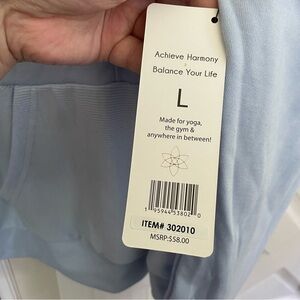 Achieve Harmony
Balance Your Life
L
Made for yoga,
the gym &
anywhere in between!
ITEM# 302010
MSRP:$58.00